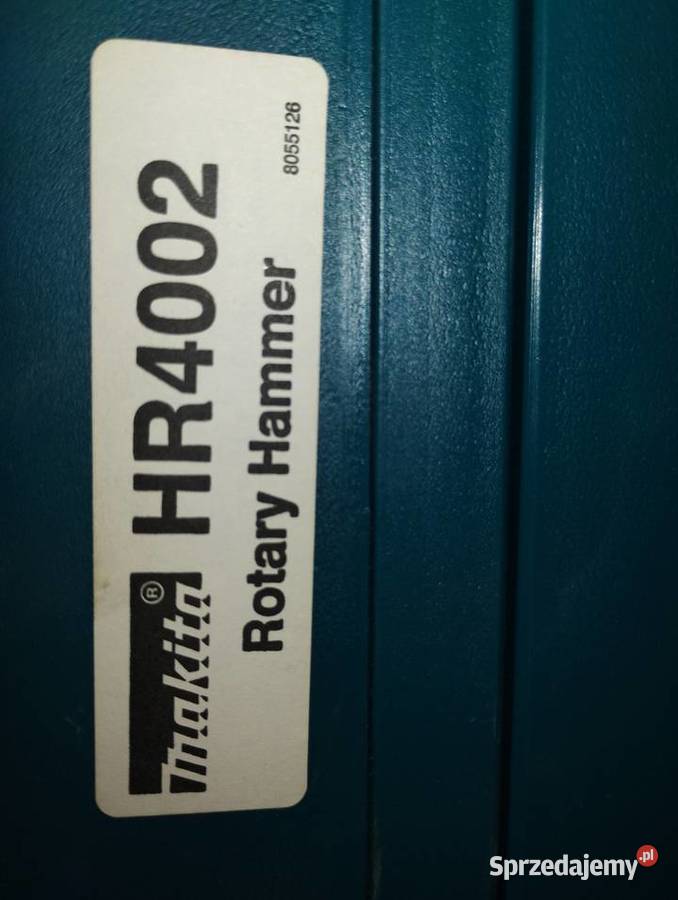 makita® HR4002
Rotary Hammer
8055126
Sprzedajemy.pl